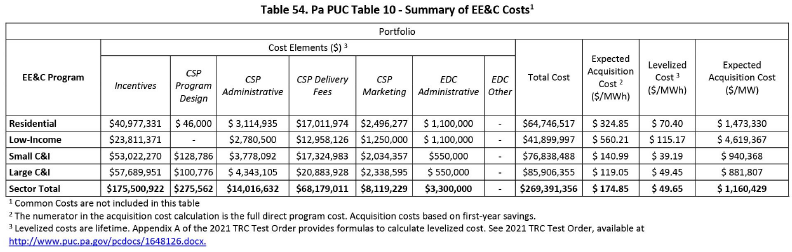 Table 54. Pa PUC Table 10 - Summary of EE&C Costs1
Portfolio
EE&C Program | Cost Elements ($) 3 | Total Cost | Expected Acquisition Cost 2 ($/MWh) | Levelized Cost 3 ($/MWh) | Expected Acquisition Cost ($/MW)
Incentives | CSP Program Design | CSP Administrative | CSP Delivery Fees | CSP Marketing | EDC Administrative | EDC Other
Residential | $40,977,331 | $ 46,000 | $ 3,114,935 | $17,011,974 | $2,496,277 | $ 1,100,000 | - | $64,746,517 | $ 324.85 | $ 70.40 | $ 1,473,330
Low-Income | $23,811,371 | - | $2,780,500 | $12,958,126 | $1,250,000 | $ 1,100,000 | - | $41,899,997 | $ 560.21 | $ 115.17 | $ 4,619,367
Small C&I | $53,022,270 | $128,786 | $3,778,092 | $17,324,983 | $2,034,357 | $550,000 | - | $76,838,488 | $ 140.99 | $ 39.19 | $ 940,368
Large C&I | $57,689,951 | $100,776 | $ 4,343,105 | $20,883,928 | $2,338,595 | $ 550,000 | - | $85,906,355 | $ 119.05 | $ 49.45 | $ 881,807
Sector Total | $175,500,922 | $275,562 | $14,016,632 | $68,179,011 | $8,119,229 | $3,300,000 | - | $269,391,356 | $ 174.85 | $ 49.65 | $ 1,160,429
1 Common Costs are not included in this table
2 The numerator in the acquisition cost calculation is the full direct program cost. Acquisition costs based on first-year savings.
3 Levelized costs are lifetime. Appendix A of the 2021 TRC Test Order provides formulas to calculate levelized cost. See 2021 TRC Test Order, available at
http://www.puc.pa.gov/pcdocs/1648126.docx.